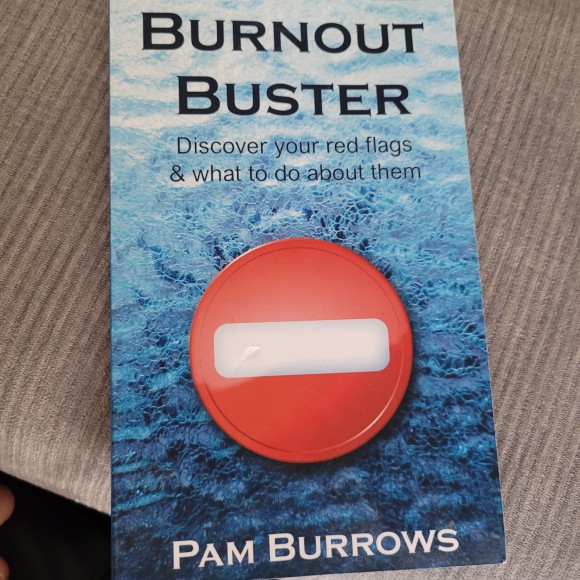 BURNOUT
BUSTER
Discover your red flags
& what to do about them
PAM BURROWS